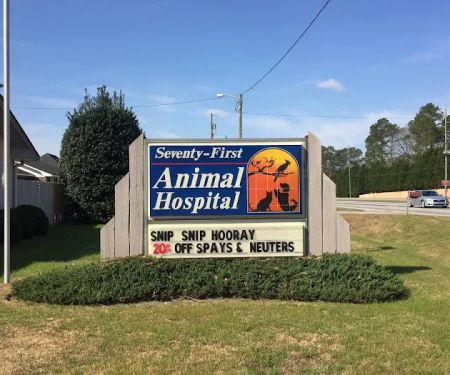 Seventy-First
Animal
Hospital
SNIP SNIP HOORAY
20% OFF SPAYS & NEUTERS